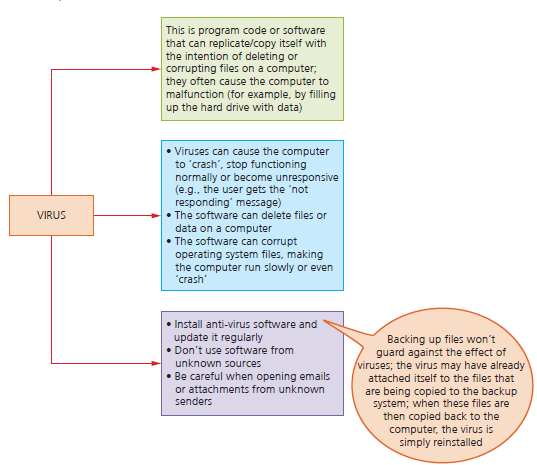 This is program code or software
that can replicate/copy itself with
the intention of deleting or
corrupting files on a computer;
they often cause the computer to
malfunction (for example, by filling
up the hard drive with data)
VIRUS
• Viruses can cause the computer
to ‘crash’, stop functioning
normally or become unresponsive
(e.g., the user gets the ‘not
responding’ message)
• The software can delete files or
data on a computer
• The software can corrupt
operating system files, making
the computer run slowly or even
‘crash’
• Install anti-virus software and
update it regularly
• Don’t use software from
unknown sources
• Be careful when opening emails
or attachments from unknown
senders
Backing up files won’t
guard against the effect of
viruses; the virus may have already
attached itself to the files that
are being copied to the backup
system; when these files are
then copied back to the
computer, the virus is
simply reinstalled